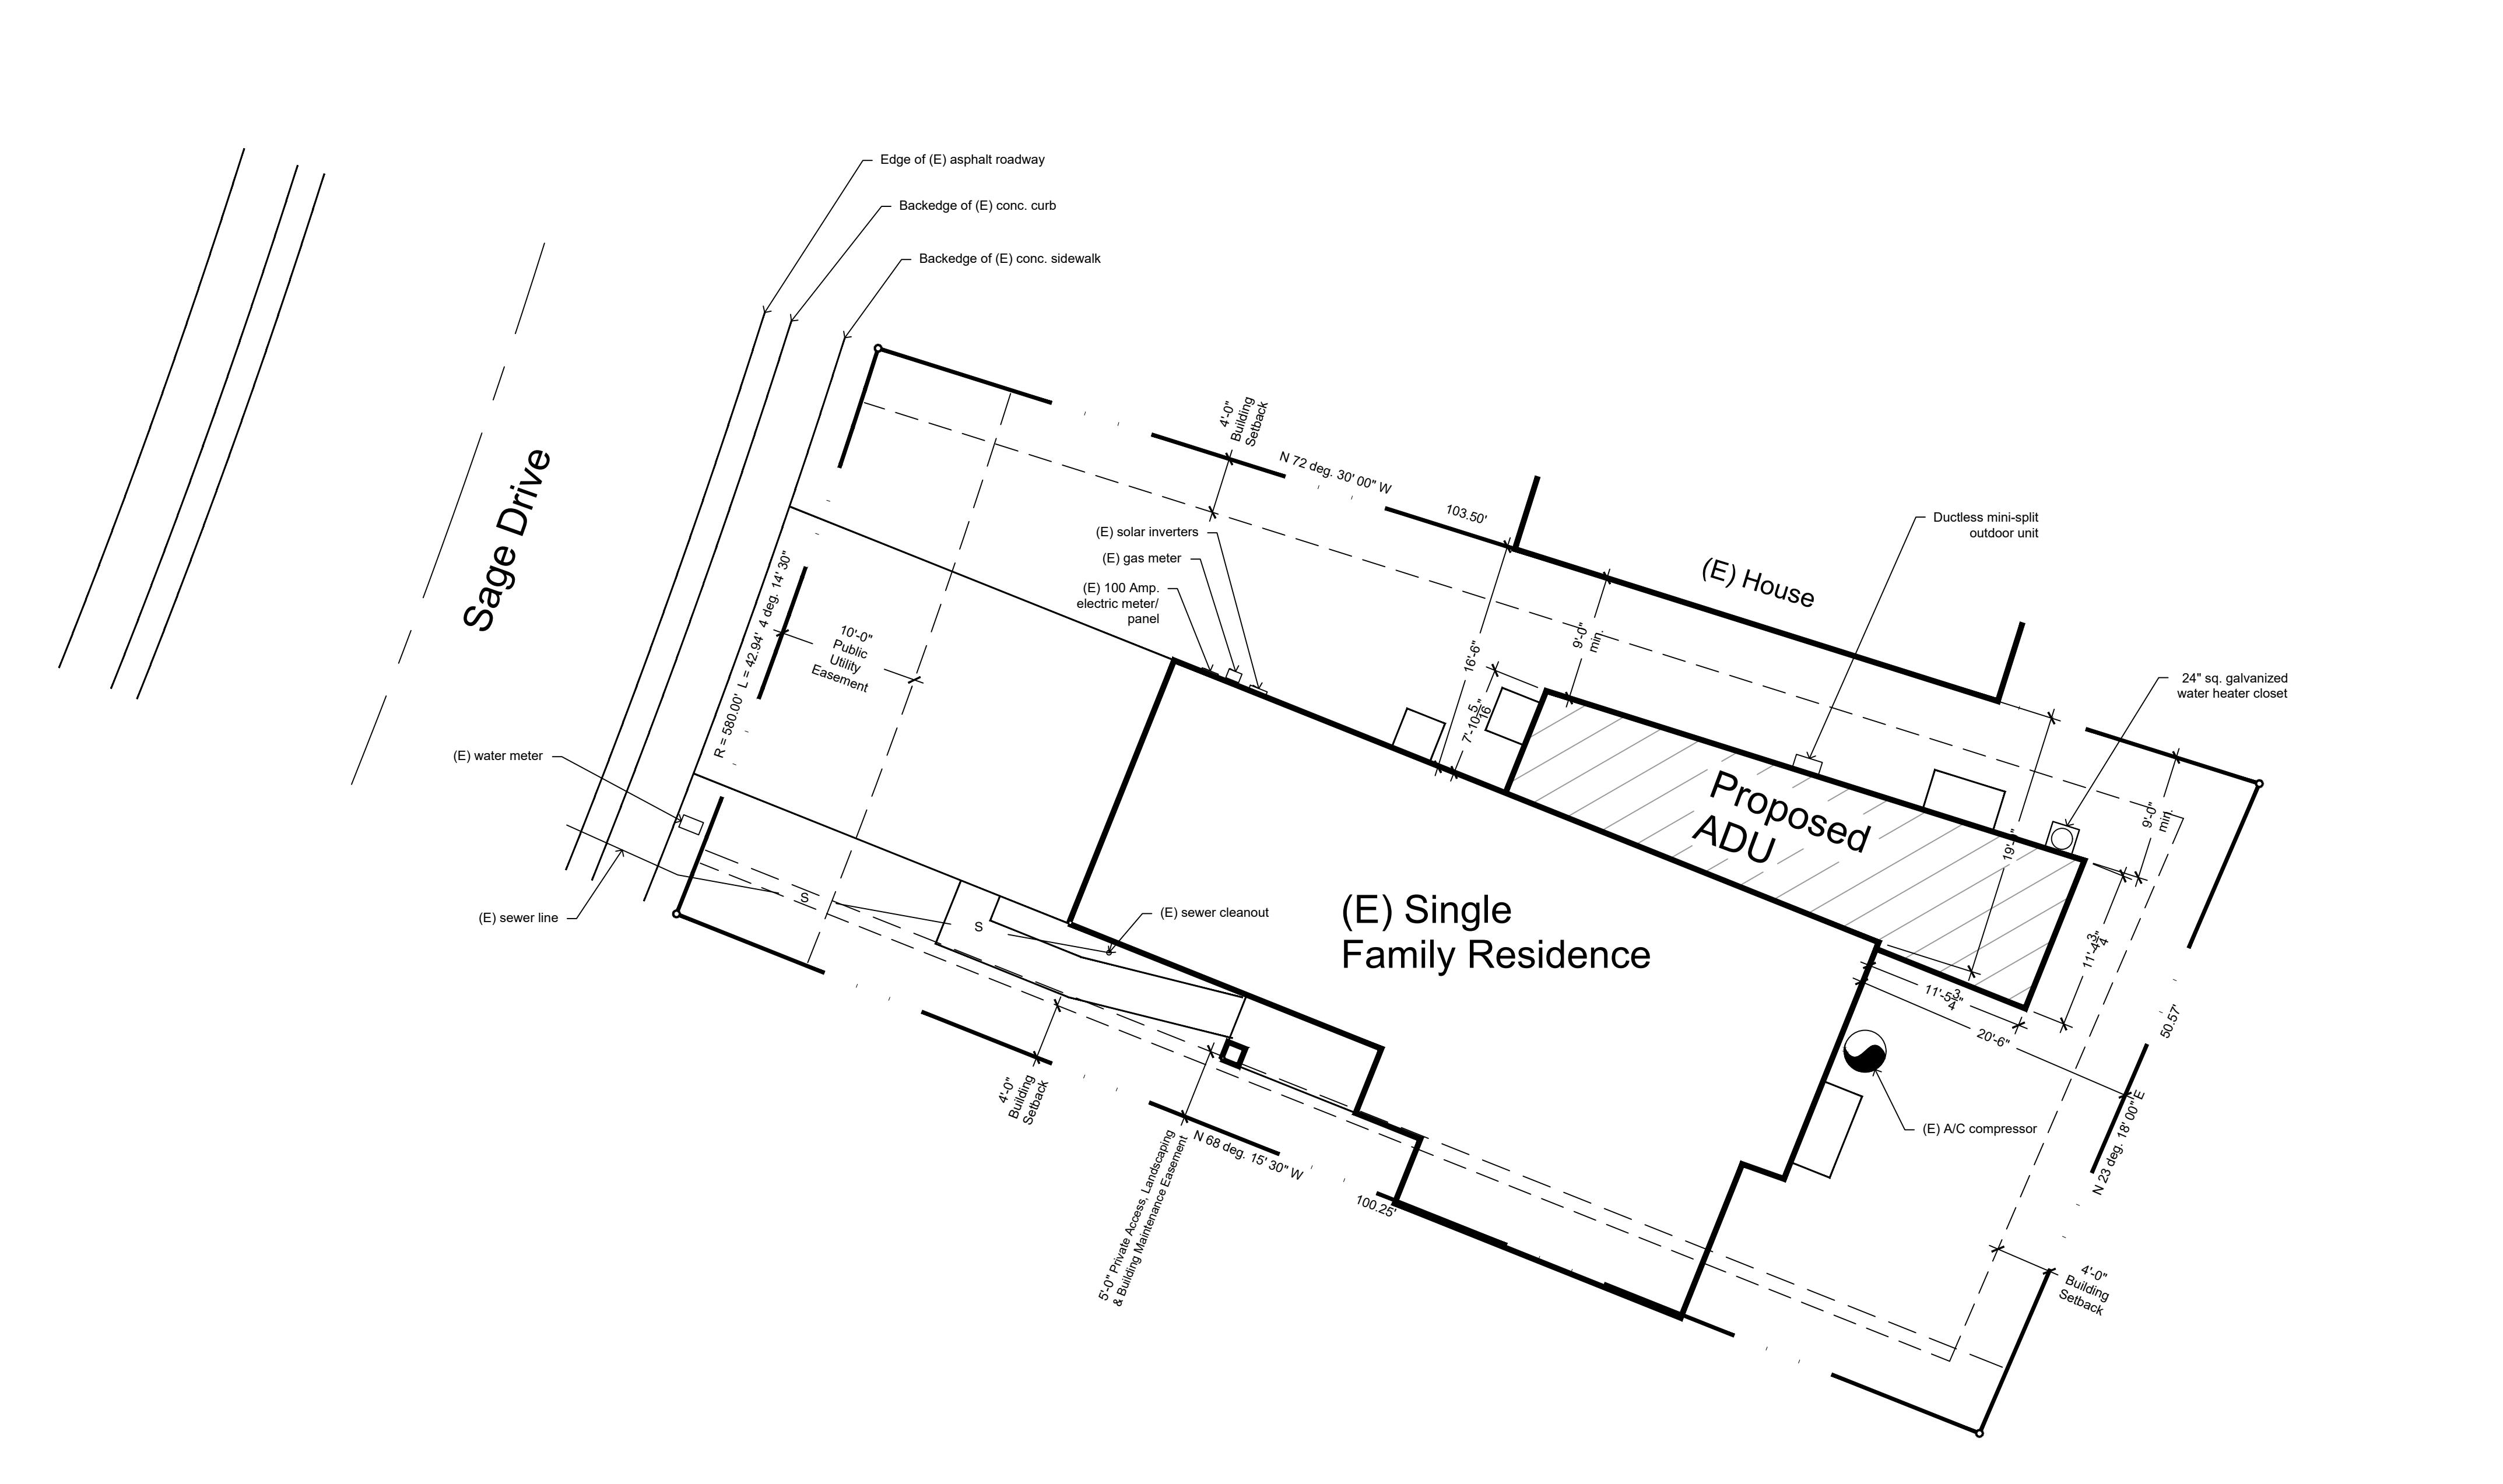 Edge of (E) asphalt roadway
Backedge of (E) conc. curb
Backedge of (E) conc. sidewalk
Sage Drive
4'-0"
Building
Setback
N 72 deg. 30' 00" W
103.50'
(E) solar inverters
(E) gas meter
(E) 100 Amp.
electric meter/
panel
(E) House
Ductless mini-split
outdoor unit
24" sq. galvanized
water heater closet
R = 580.00' L = 42.94' 4 deg. 14' 30"
10'-0"
Public
Utility
Easement
16'-6"
7'-10 5/16"
9'-0"
min.
Proposed
ADU
9'-0"
min.
(E) water meter
(E) sewer line
S
S
(E) sewer cleanout
(E) Single
Family Residence
11'-4 3/4"
11'-5 3/4"
20'-6"
50.57'
N 23 deg. 18' 00" E
(E) A/C compressor
4'-0"
Building
Setback
5'-0" Private Access, Landscaping
& Building Maintenance Easement
N 68 deg. 15' 30" W
100.25'
4'-0"
Building
Setback